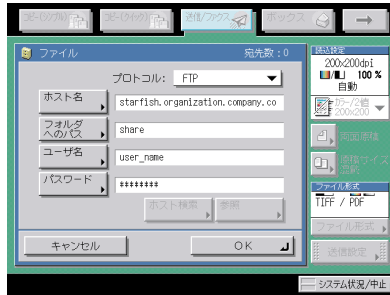 コピー(シンプル)
コピー(クイック)
送信/ファクス
ボックス
ファイル
宛先数 : 0
プロトコル: FTP
ホスト名
starfish.organization.company.co
フォルダ
へのパス
share
ユーザ名
user_name
パスワード
********
ホスト検索
参照
キャンセル
OK
読込設定
200x200dpi
100 %
自動
カラー/2値
200x200
両面原稿
原稿サイズ
混載
ファイル形式
TIFF / PDF
ファイル形式
送信設定
システム状況/中止